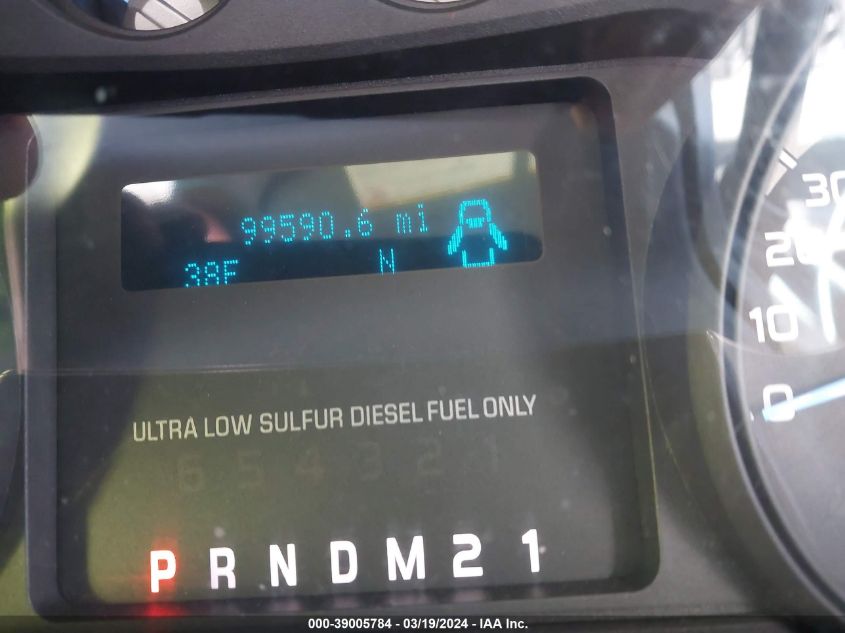 99590.6 mi
38F N
30
20
10
0
ULTRA LOW SULFUR DIESEL FUEL ONLY
6 5 4 3 2 1
P R N D M 2 1
000-39005784 - 03/19/2024 - IAA Inc.